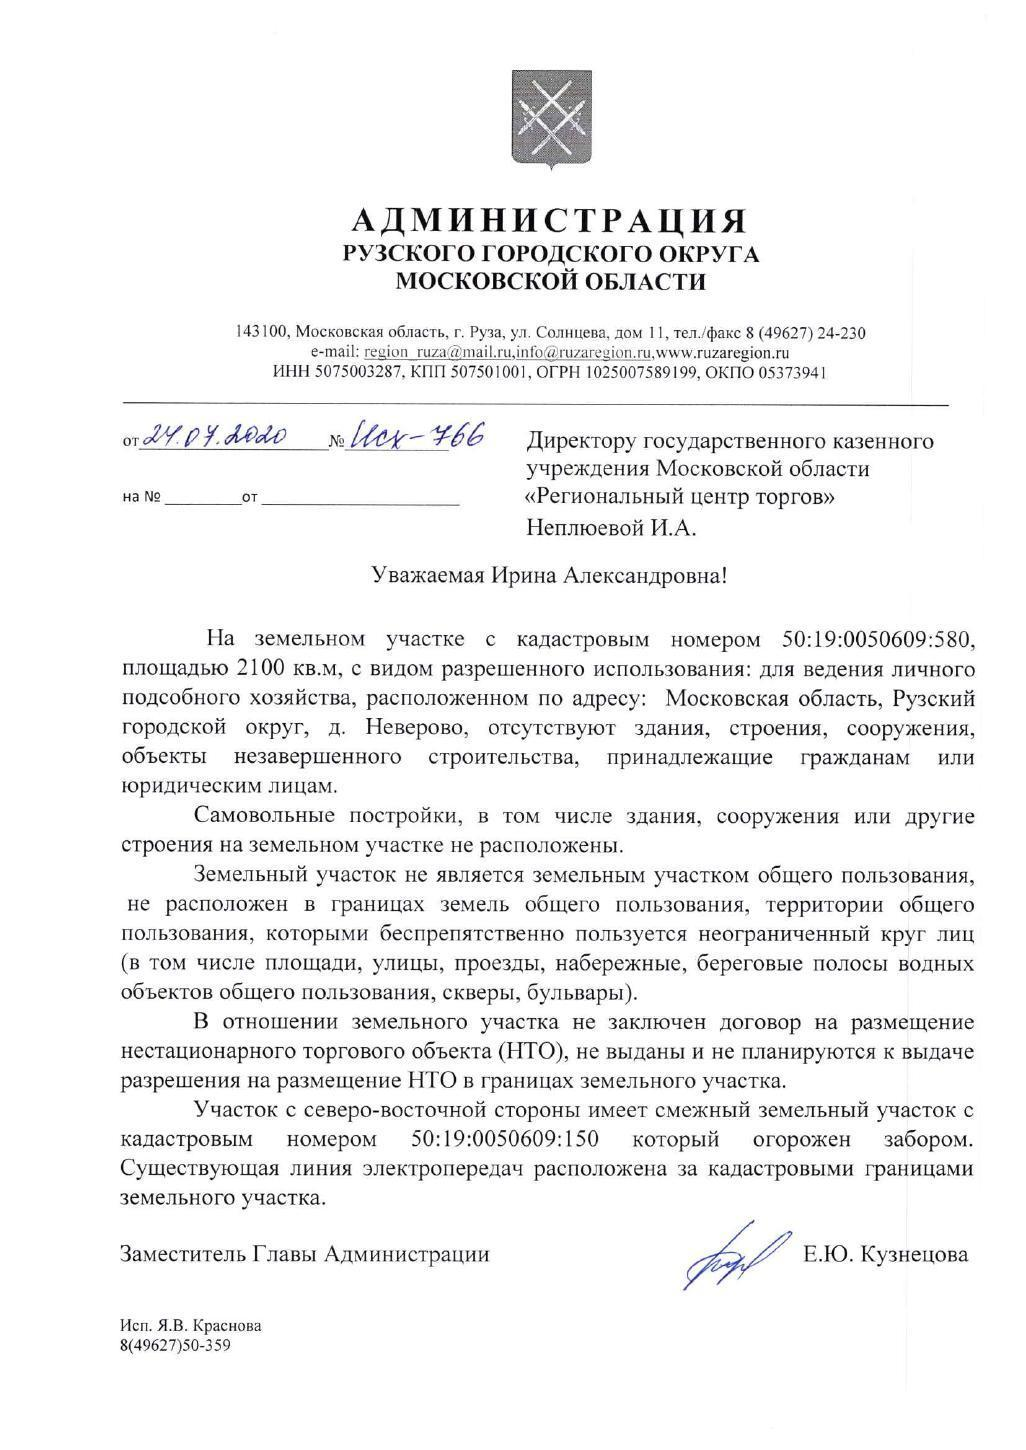 АДМИНИСТРАЦИЯ
РУЗСКОГО ГОРОДСКОГО ОКРУГА
МОСКОВСКОЙ ОБЛАСТИ
143100, Московская область, г. Руза, ул. Солнцева, дом 11, тел./факс 8 (49627) 24-230
e-mail: region_ruza@mail.ru,info@ruzaregion.ru,www.ruzaregion.ru
ИНН 5075003287, КПП 507501001, ОГРН 1025007589199, ОКПО 05373941
от 24.07.2020 № Исх-766
на № ________ от ____________
Директору государственного казенного
учреждения Московской области
«Региональный центр торгов»
Неплюевой И.А.
Уважаемая Ирина Александровна!
На земельном участке с кадастровым номером 50:19:0050609:580,
площадью 2100 кв.м, с видом разрешенного использования: для ведения личного
подсобного хозяйства, расположенном по адресу: Московская область, Рузский
городской округ, д. Неверово, отсутствуют здания, строения, сооружения,
объекты незавершенного строительства, принадлежащие гражданам или
юридическим лицам.
Самовольные постройки, в том числе здания, сооружения или другие
строения на земельном участке не расположены.
Земельный участок не является земельным участком общего пользования,
не расположен в границах земель общего пользования, территории общего
пользования, которыми беспрепятственно пользуется неограниченный круг лиц
(в том числе площади, улицы, проезды, набережные, береговые полосы водных
объектов общего пользования, скверы, бульвары).
В отношении земельного участка не заключен договор на размещение
нестационарного торгового объекта (НТО), не выданы и не планируются к выдаче
разрешения на размещение НТО в границах земельного участка.
Участок с северо-восточной стороны имеет смежный земельный участок с
кадастровым номером 50:19:0050609:150 который огорожен забором.
Существующая линия электропередач расположена за кадастровыми границами
земельного участка.
Заместитель Главы Администрации Е.Ю. Кузнецова
Исп. Я.В. Краснова
8(49627)50-359